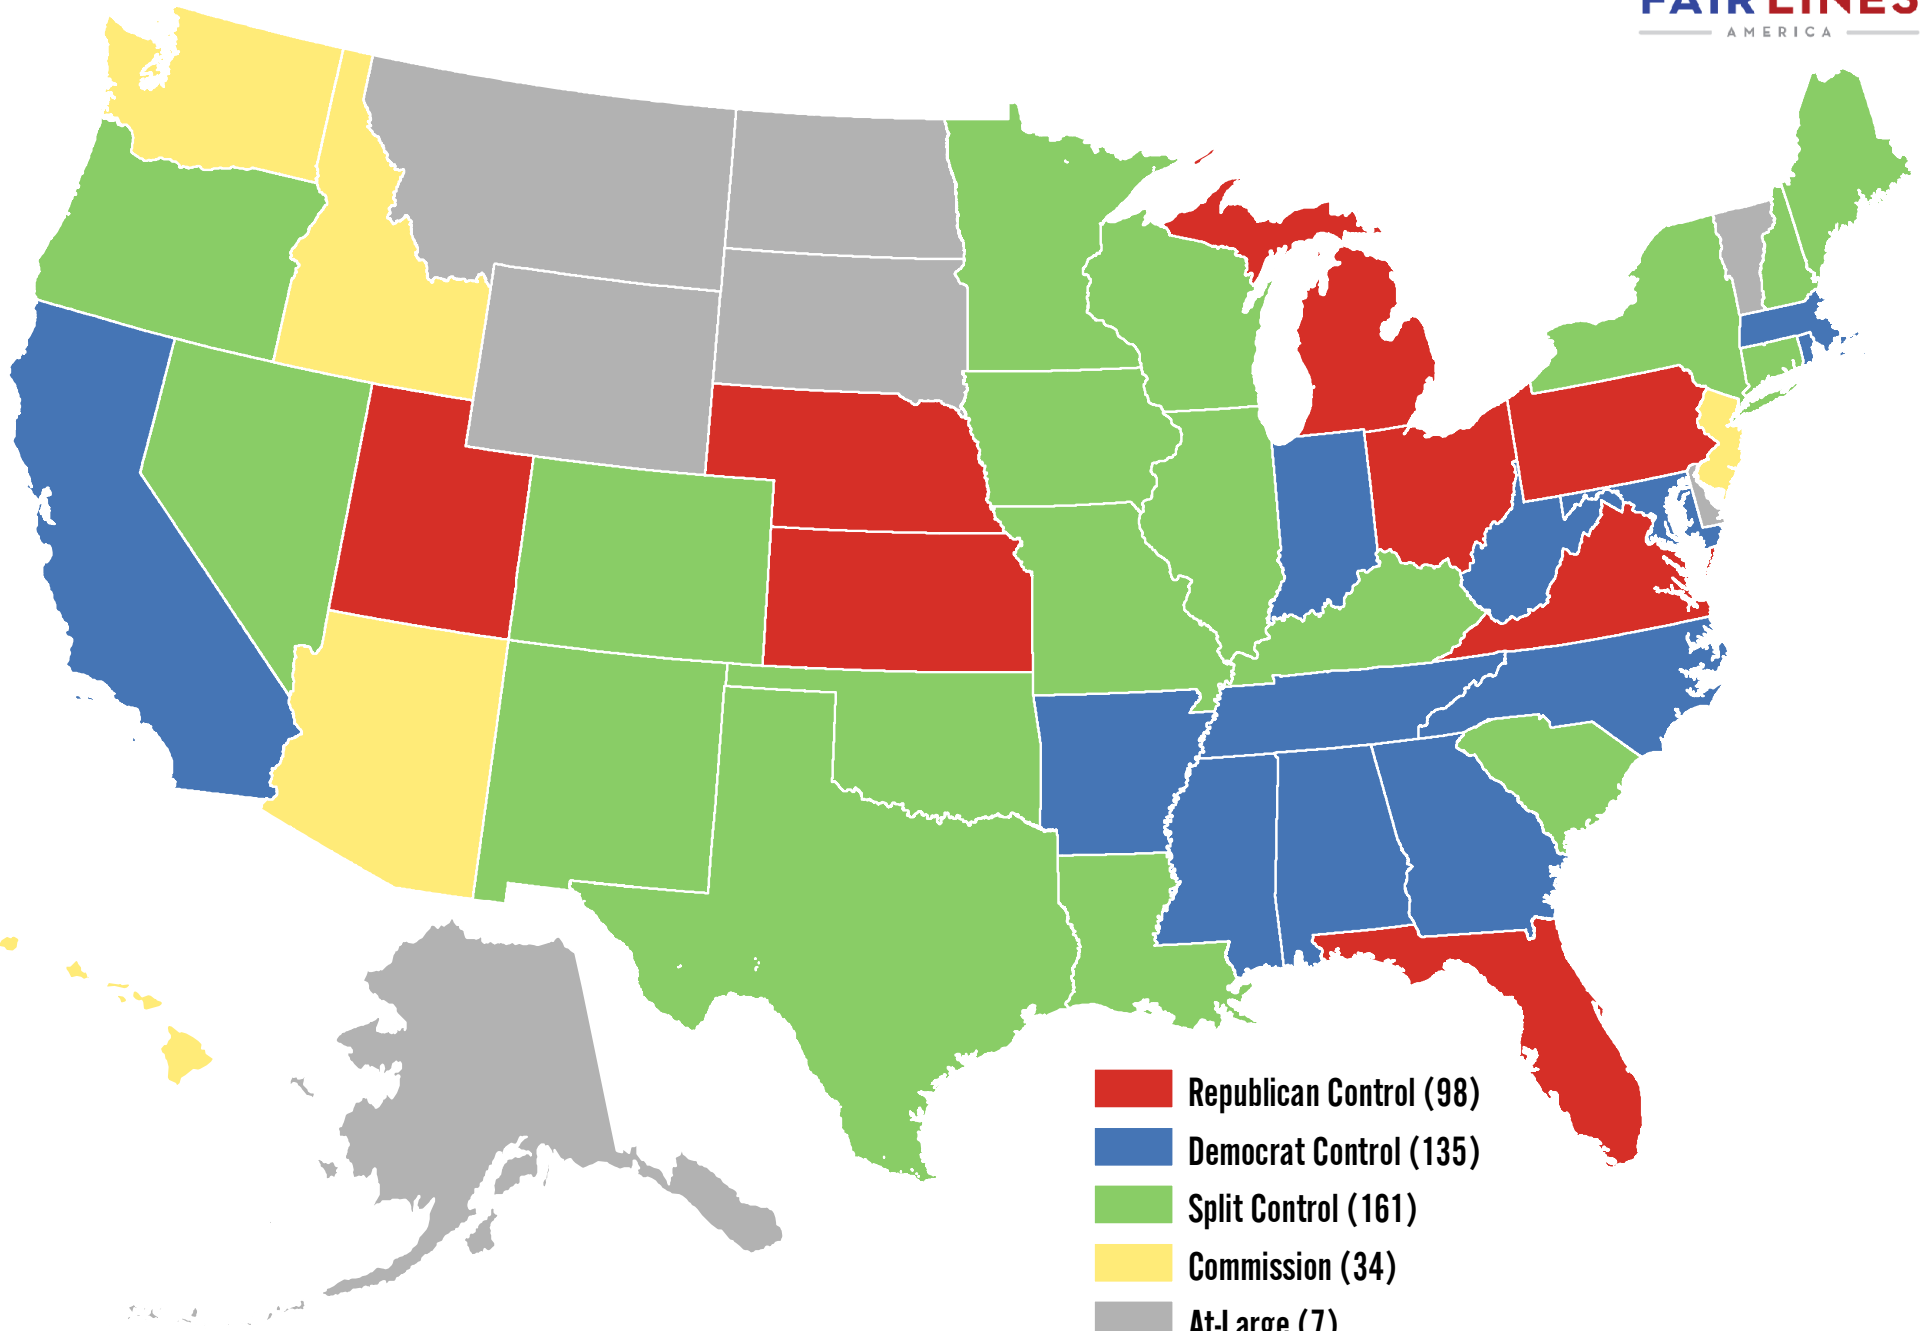 FAIR LINES
AMERICA
Republican Control (98)
Democrat Control (135)
Split Control (161)
Commission (34)
At-Large (7)